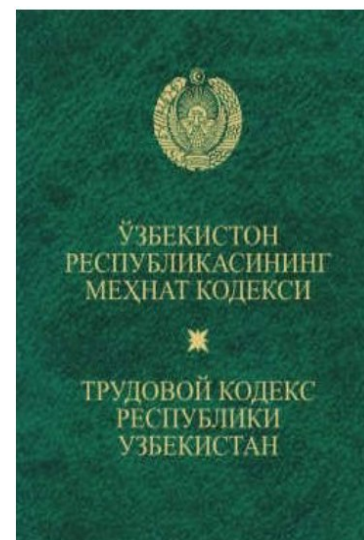 ЎЗБЕКИСТОН
РЕСПУБЛИКАСИНИНГ
МЕҲНАТ КОДЕКСИ
ТРУДОВОЙ КОДЕКС
РЕСПУБЛИКИ
УЗБЕКИСТАН